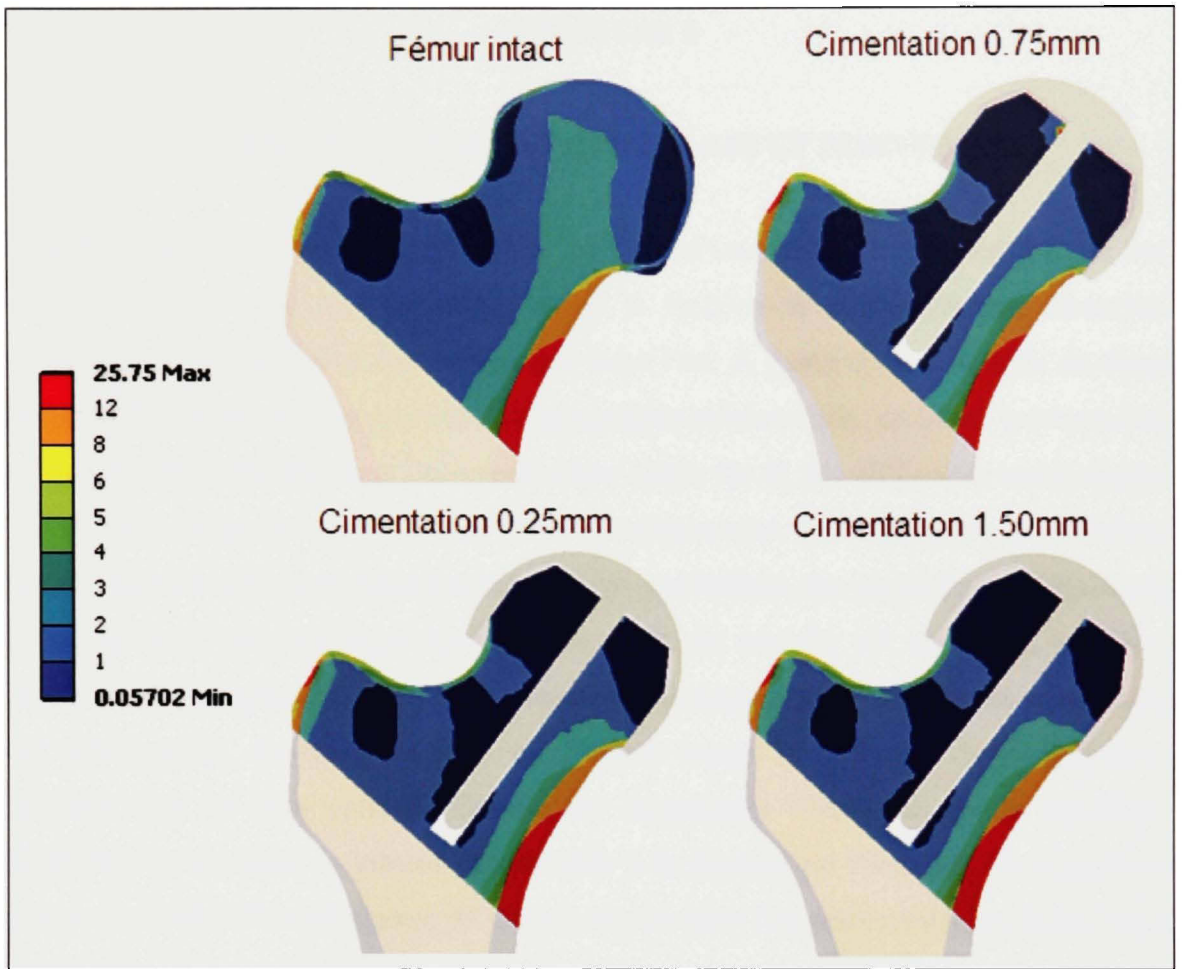 Fémur intact
Cimentation 0.75mm
25.75 Max
12
8
6
5
4
3
2
1
0.05702 Min
Cimentation 0.25mm
Cimentation 1.50mm